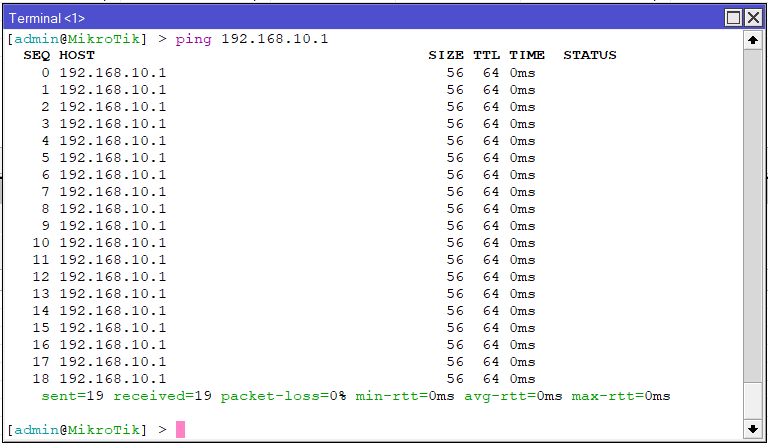 Terminal <1>
[admin@MikroTik] > ping 192.168.10.1
SEQ HOST SIZE TTL TIME STATUS
0 192.168.10.1 56 64 0ms
1 192.168.10.1 56 64 0ms
2 192.168.10.1 56 64 0ms
3 192.168.10.1 56 64 0ms
4 192.168.10.1 56 64 0ms
5 192.168.10.1 56 64 0ms
6 192.168.10.1 56 64 0ms
7 192.168.10.1 56 64 0ms
8 192.168.10.1 56 64 0ms
9 192.168.10.1 56 64 0ms
10 192.168.10.1 56 64 0ms
11 192.168.10.1 56 64 0ms
12 192.168.10.1 56 64 0ms
13 192.168.10.1 56 64 0ms
14 192.168.10.1 56 64 0ms
15 192.168.10.1 56 64 0ms
16 192.168.10.1 56 64 0ms
17 192.168.10.1 56 64 0ms
18 192.168.10.1 56 64 0ms
sent=19 received=19 packet-loss=0% min-rtt=0ms avg-rtt=0ms max-rtt=0ms
[admin@MikroTik] >